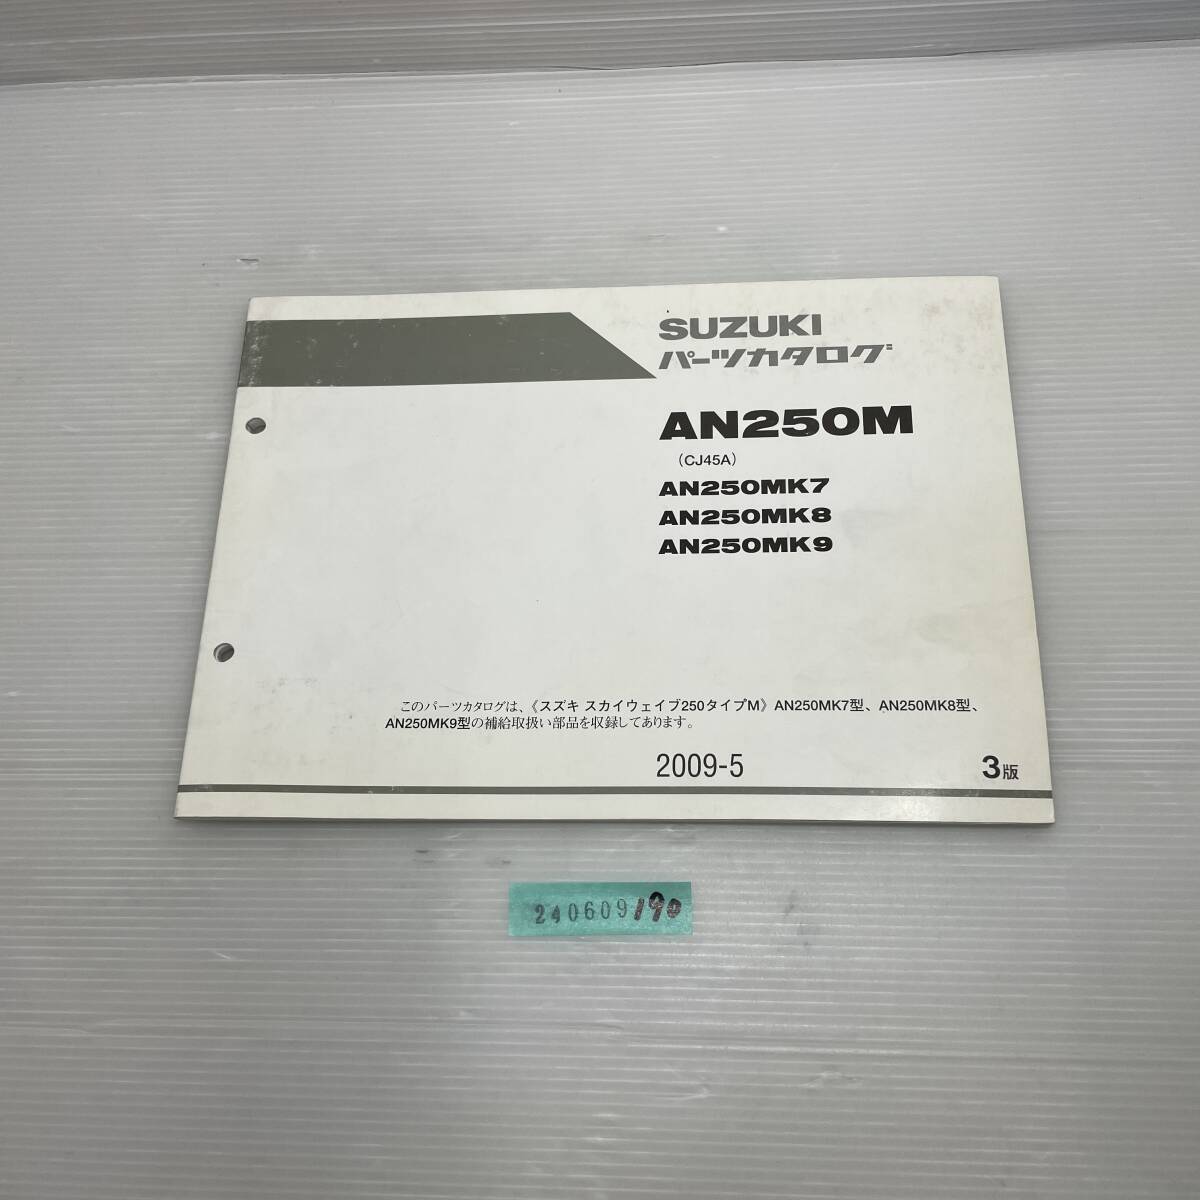 SUZUKI
パーツカタログ
AN250M
（CJ45A）
AN250MK7
AN250MK8
AN250MK9
このパーツカタログは、《スズキ スカイウェイブ250タイプM》AN250MK7型、AN250MK8型、
AN250MK9型の補給取扱い部品を収録してあります。
2009-5
3版
240609190